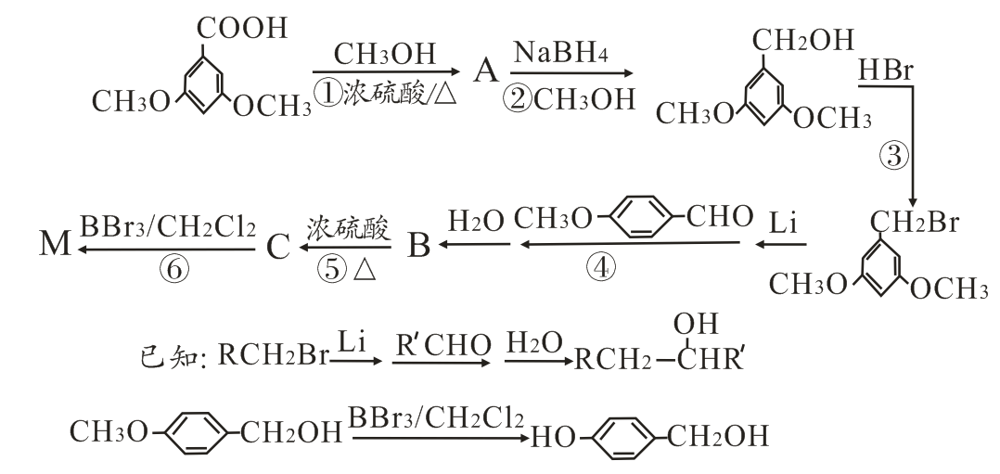 COOH
CH3O
OCH3
CH3OH
①浓硫酸/△
A
NaBH4
②CH3OH
CH2OH
CH3O
OCH3
HBr
③
M
BBr3/CH2Cl2
⑥
C
浓硫酸
⑤△
B
H2O
CH3O
CHO
④
Li
CH2Br
CH3O
OCH3
已知: RCH2Br Li R'CHO H2O RCH2-CHR'
OH
CH3O
CH2OH
BBr3/CH2Cl2
HO
CH2OH